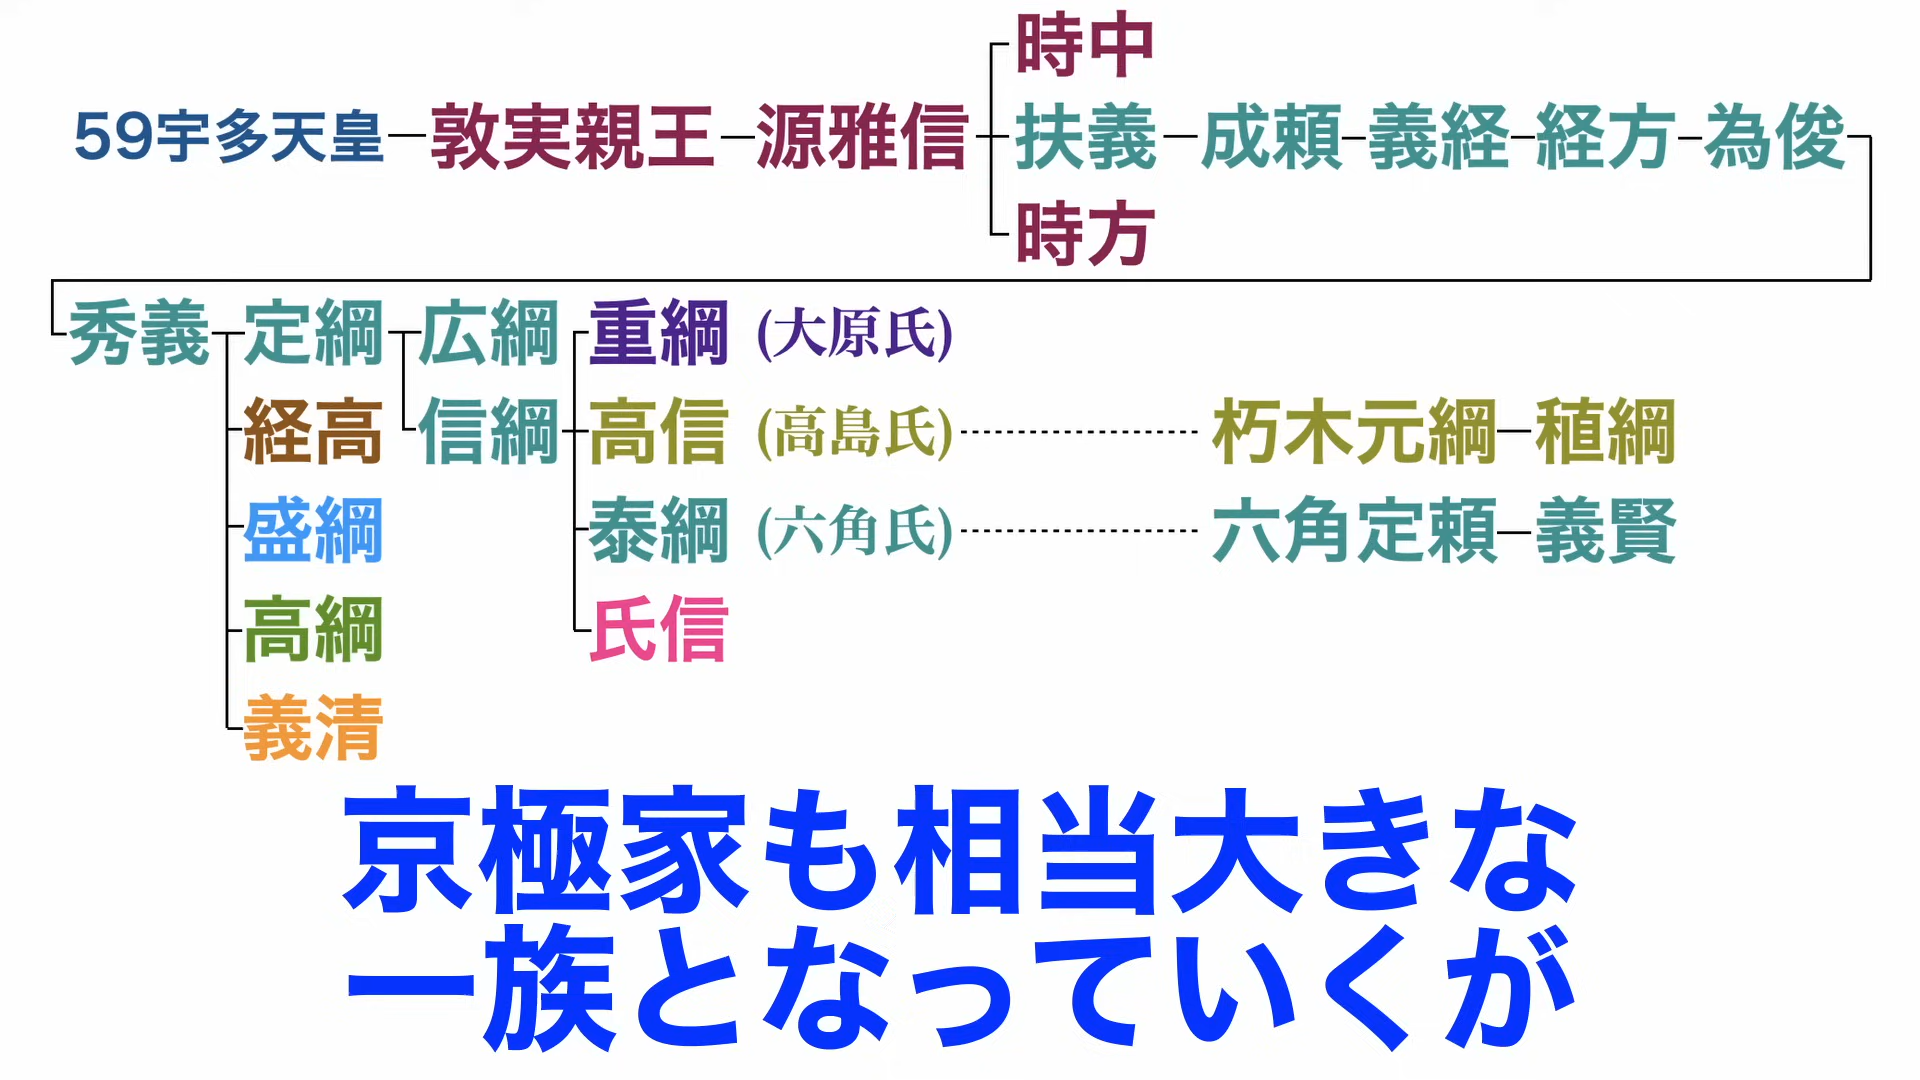 時中
59宇多天皇 敦実親王 源雅信 扶義 成頼 義経 経方 為俊
時方
秀義 定綱 広綱 重綱 (大原氏)
経高 信綱 高信 (高島氏) 朽木元綱 稙綱
盛綱 泰綱 (六角氏) 六角定頼 義賢
高綱 氏信
義清
京極家も相当大きな
一族となっていくが